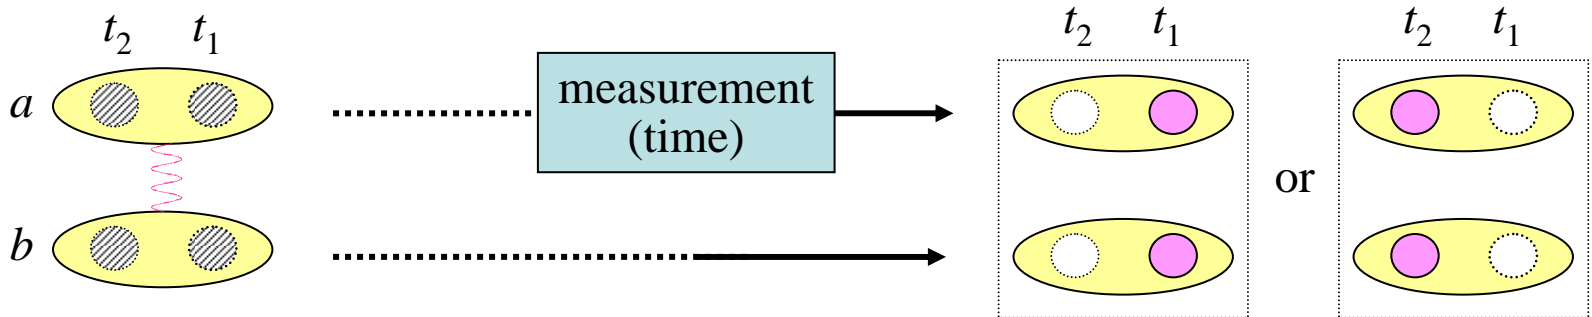 t₂ t₁
t₂ t₁
t₂ t₁
a
measurement
(time)
or
b